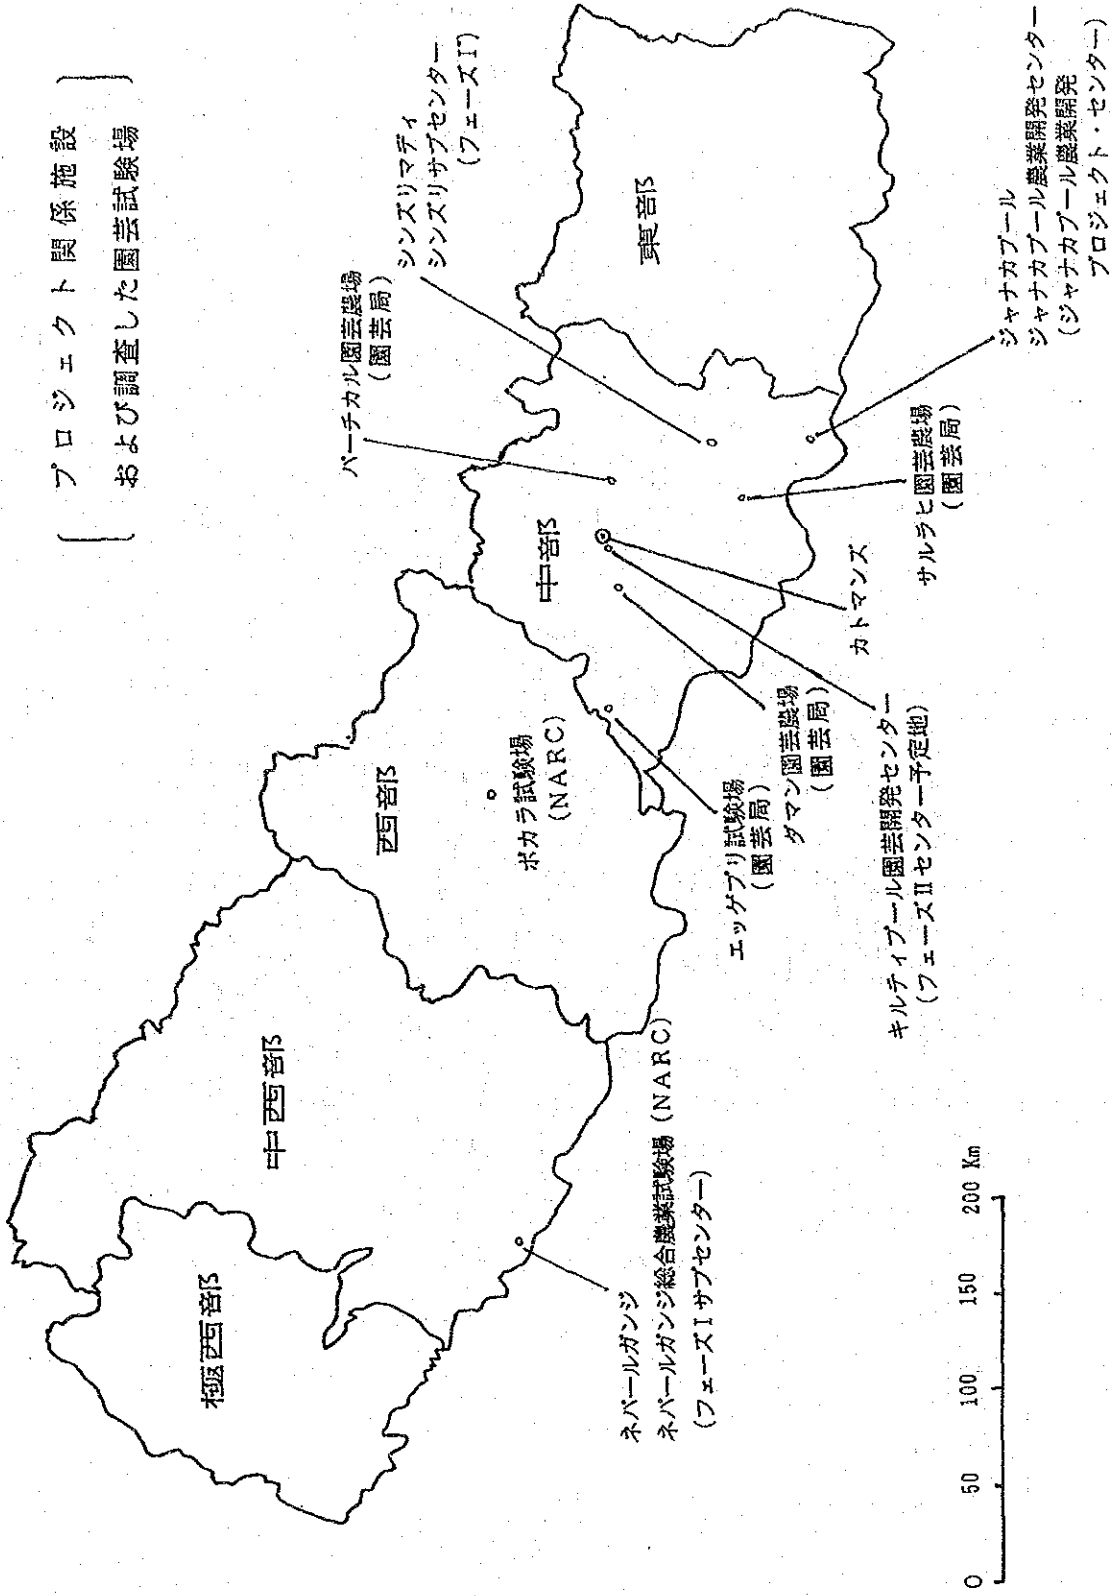 プロジェクト関係施設
および調査した園芸試験場
極西部
中西部
西部
中部
東部
ネパールガンジ
ネパールガンジ総合農業試験場(NARC)
(フェーズIサブセンター)
ポカラ試験場
(NARC)
エッゲプリ試験場
(園芸局)
ダマン園芸農場
(園芸局)
キルティプール園芸開発センター
(フェーズIIセンター予定地)
カトマンズ
パーチカル園芸農場
(園芸局)
シンズリマディ
シンズリサブセンター
(フェーズI)
サルラヒ園芸農場
(園芸局)
ジャナカプール
ジャナカプール農業開発センター
(ジャナカプール農業開発
プロジェクト・センター)
0 50 100 150 200 Km